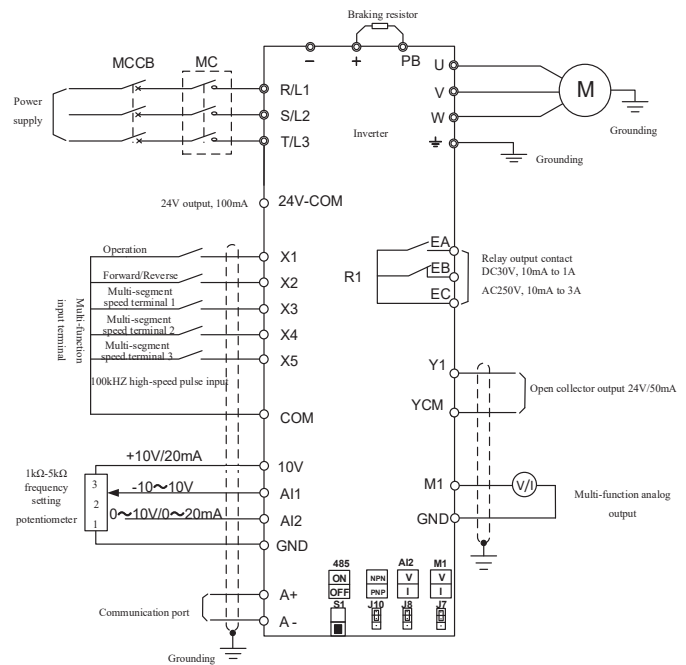 Braking resistor
MCCB
MC
−
+
PB
U
V
W
M
Power
supply
R/L1
S/L2
T/L3
Inverter
Grounding
Grounding
24V output, 100mA
24V-COM
Operation
X1
Forward/Reverse
X2
Multi-segment
speed terminal 1
X3
Multi-segment
speed terminal 2
X4
Multi-segment
speed terminal 3
X5
100kHZ high-speed pulse input
COM
Multi-function
input terminal
EA
EB
EC
R1
Relay output contact
DC30V, 10mA to 1A
AC250V, 10mA to 3A
Y1
YCM
Open collector output 24V/50mA
+10V/20mA
10V
1kΩ-5kΩ
frequency
setting
potentiometer
3
2
1
-10～10V
AI1
0～10V/0～20mA
AI2
GND
M1
GND
V/I
Multi-function analog
output
485
ON
OFF
S1
NPN
PNP
J10
AI2
V
I
J8
M1
V
I
J7
Communication port
A+
A -
Grounding